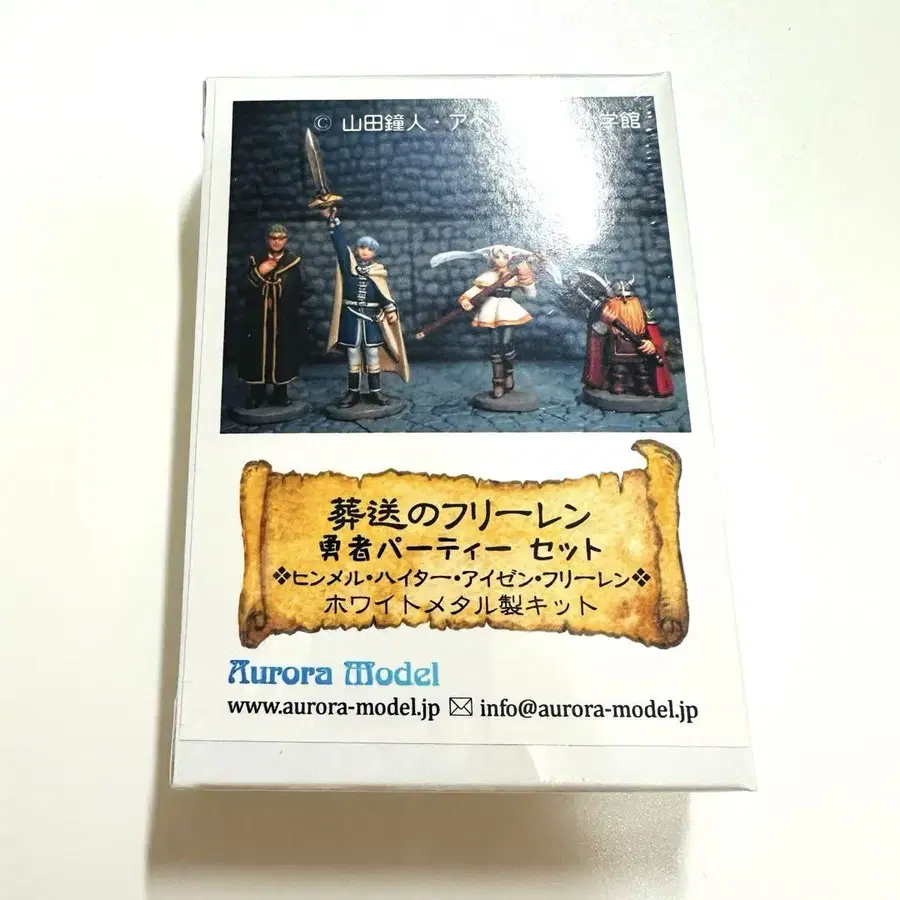 © 山田鐘人・アベ 学館
葬送のフリーレン
勇者パーティー セット
❖ヒンメル・ハイター・アイゼン・フリーレン❖
ホワイトメタル製キット
Aurora Model
www.aurora-model.jp ✉ info@aurora-model.jp